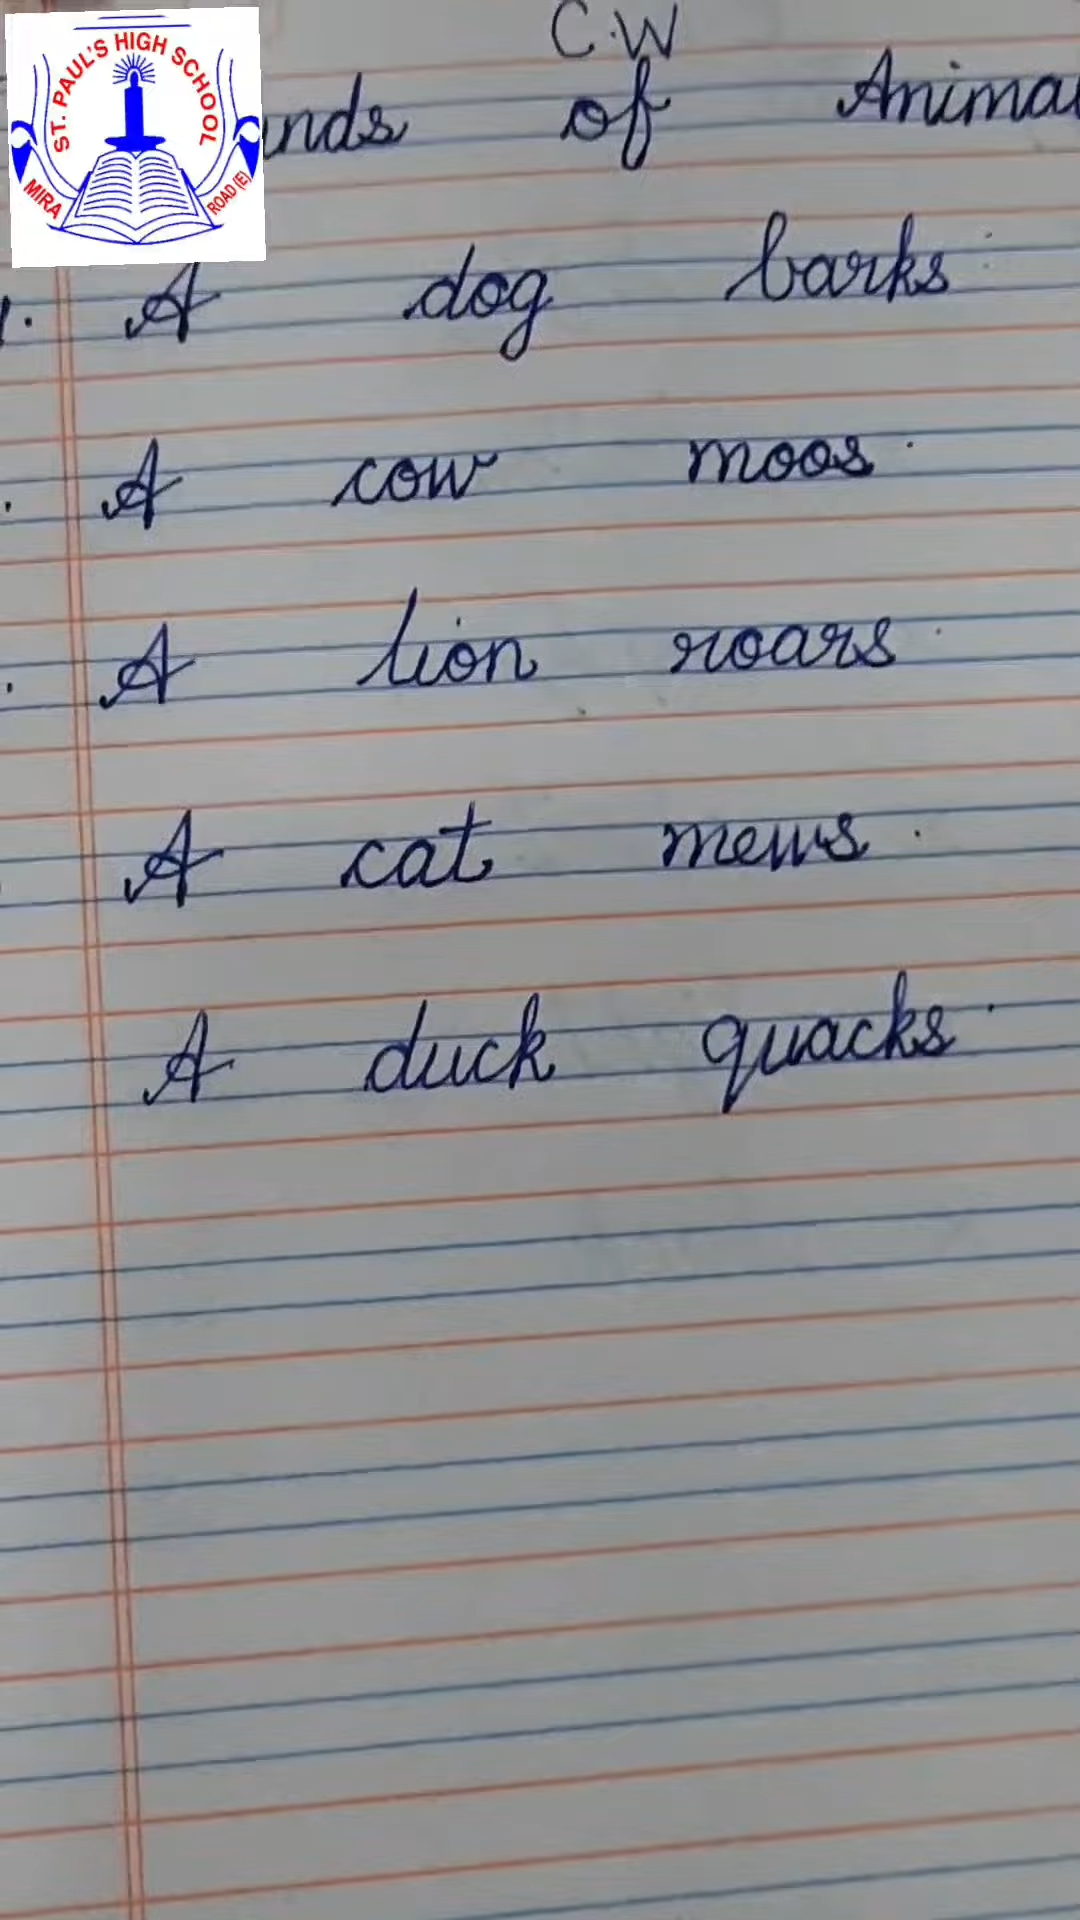 C.W
ST. PAUL'S HIGH SCHOOL
MIRA ROAD (E)
nds of Anima
1. A dog barks.
. A cow moos.
. A lion roars.
A cat mews.
A duck quacks.